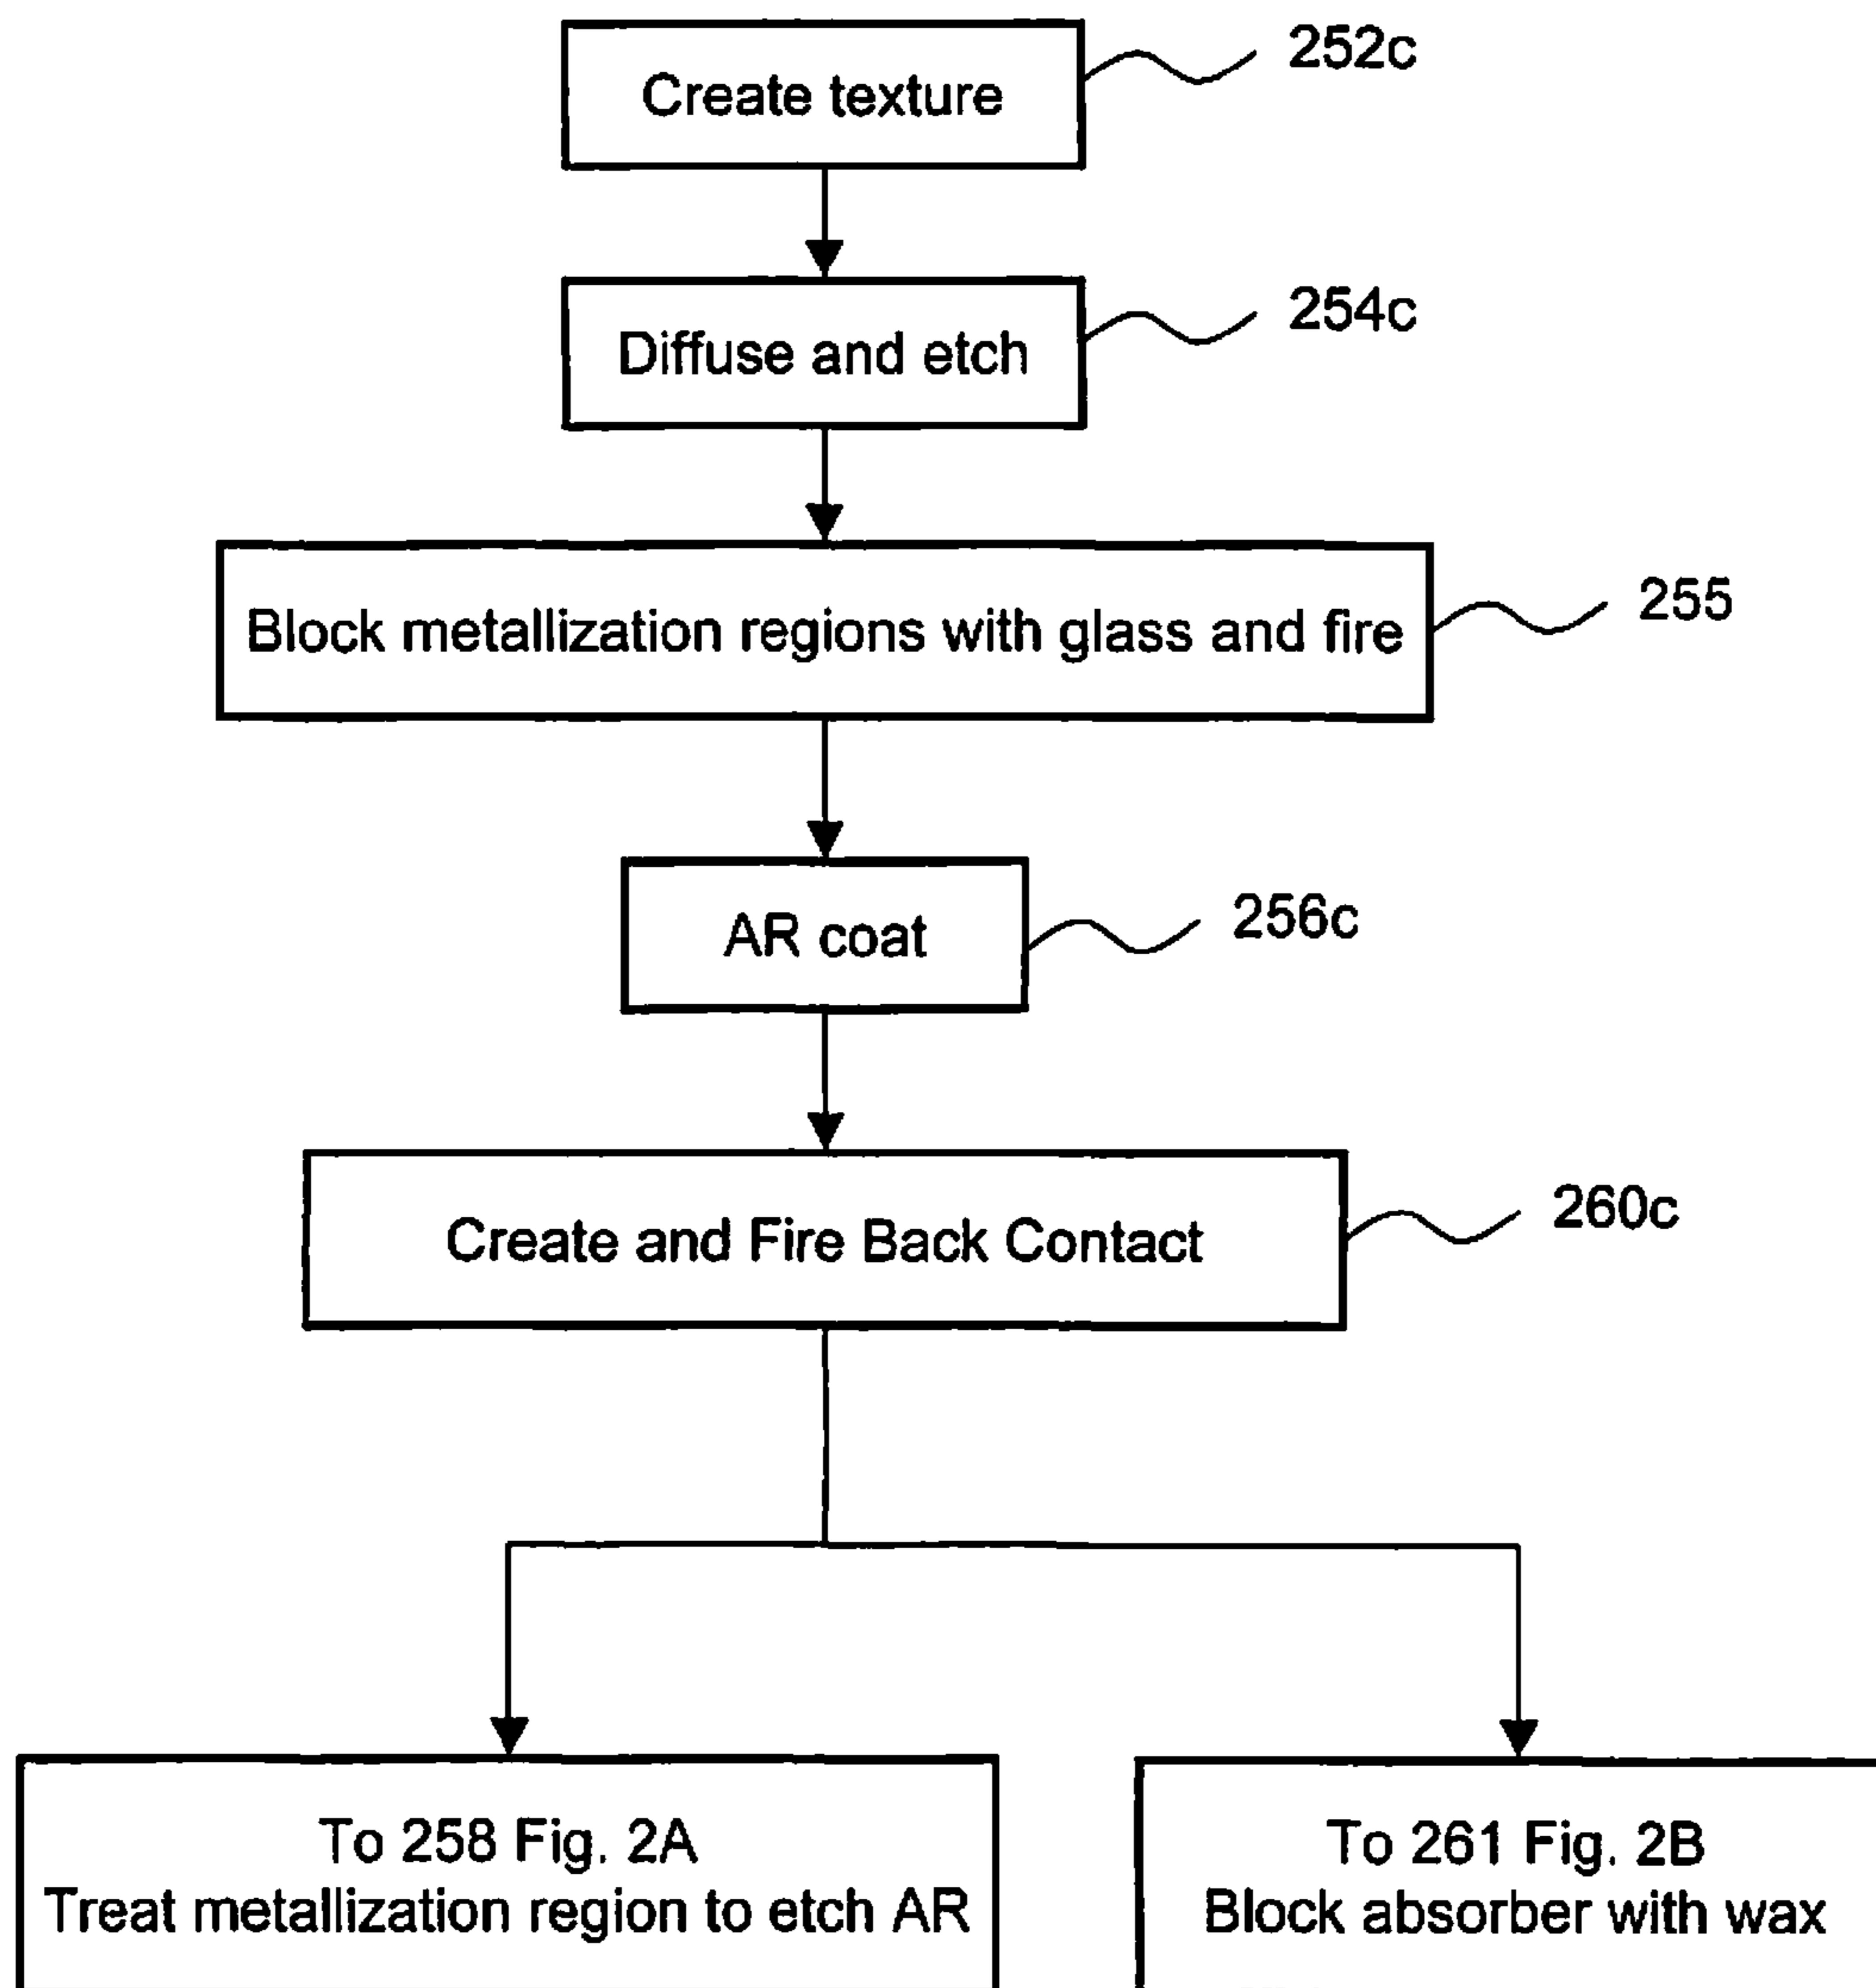 Create texture
252c
Diffuse and etch
254c
Block metallization regions with glass and fire
255
AR coat
256c
Create and Fire Back Contact
260c
To 258 Fig. 2A
Treat metallization region to etch AR
To 261 Fig. 2B
Block absorber with wax